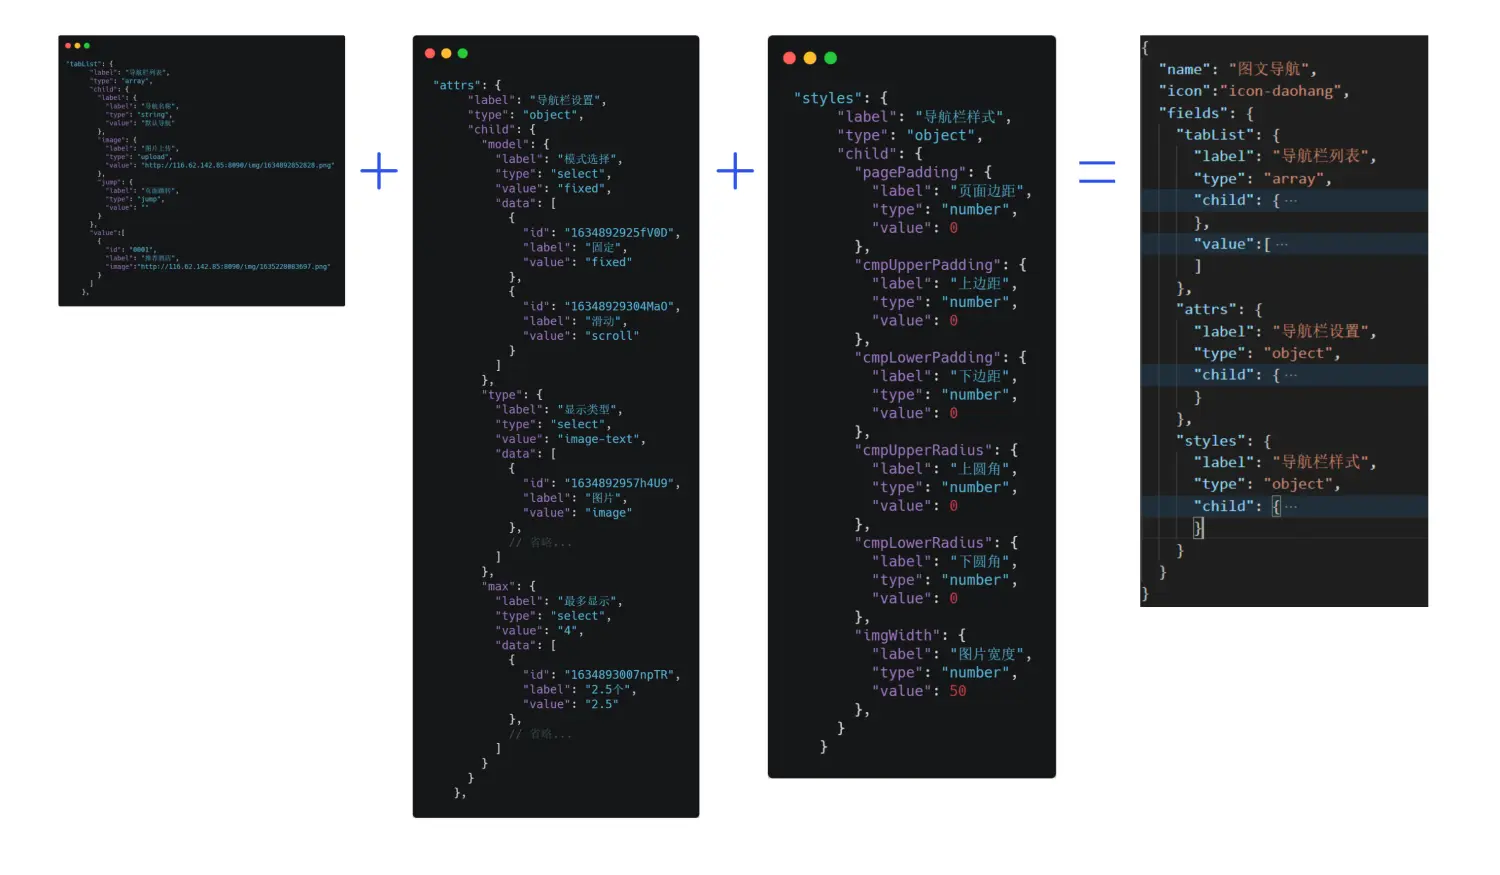 "tabList": {
"label": "导航栏列表",
"type": "array",
"child": {
"label": {
"label": "导航名称",
"type": "string",
"value": "默认导航"
},
"image": {
"label": "图片上传",
"type": "upload",
"value": "http://116.62.142.85:8090/img/1634892852828.png"
},
"jump": {
"label": "页面跳转",
"type": "jump",
"value": ""
}
},
"value":[
{
"id": "0001",
"label": "推荐酒店",
"image":"http://116.62.142.85:8090/img/1635228083697.png"
}
]
},
+
"attrs": {
"label": "导航栏设置",
"type": "object",
"child": {
"model": {
"label": "模式选择",
"type": "select",
"value": "fixed",
"data": [
{
"id": "1634892925fV0D",
"label": "固定",
"value": "fixed"
},
{
"id": "16348929304MaO",
"label": "滑动",
"value": "scroll"
}
]
},
"type": {
"label": "显示类型",
"type": "select",
"value": "image-text",
"data": [
{
"id": "1634892957h4U9",
"label": "图片",
"value": "image"
},
// 省略...
]
},
"max": {
"label": "最多显示",
"type": "select",
"value": "4",
"data": [
{
"id": "1634893007npTR",
"label": "2.5个",
"value": "2.5"
},
// 省略...
]
}
}
},
+
"styles": {
"label": "导航栏样式",
"type": "object",
"child": {
"pagePadding": {
"label": "页面边距",
"type": "number",
"value": 0
},
"cmpUpperPadding": {
"label": "上边距",
"type": "number",
"value": 0
},
"cmpLowerPadding": {
"label": "下边距",
"type": "number",
"value": 0
},
"cmpUpperRadius": {
"label": "上圆角",
"type": "number",
"value": 0
},
"cmpLowerRadius": {
"label": "下圆角",
"type": "number",
"value": 0
},
"imgWidth": {
"label": "图片宽度",
"type": "number",
"value": 50
},
}
}
=
{
"name": "图文导航",
"icon":"icon-daohang",
"fields": {
"tabList": {
"label": "导航栏列表",
"type": "array",
"child": {···
},
"value":[···
]
},
"attrs": {
"label": "导航栏设置",
"type": "object",
"child": {···
}
},
"styles": {
"label": "导航栏样式",
"type": "object",
"child": {···
}
}
}
}